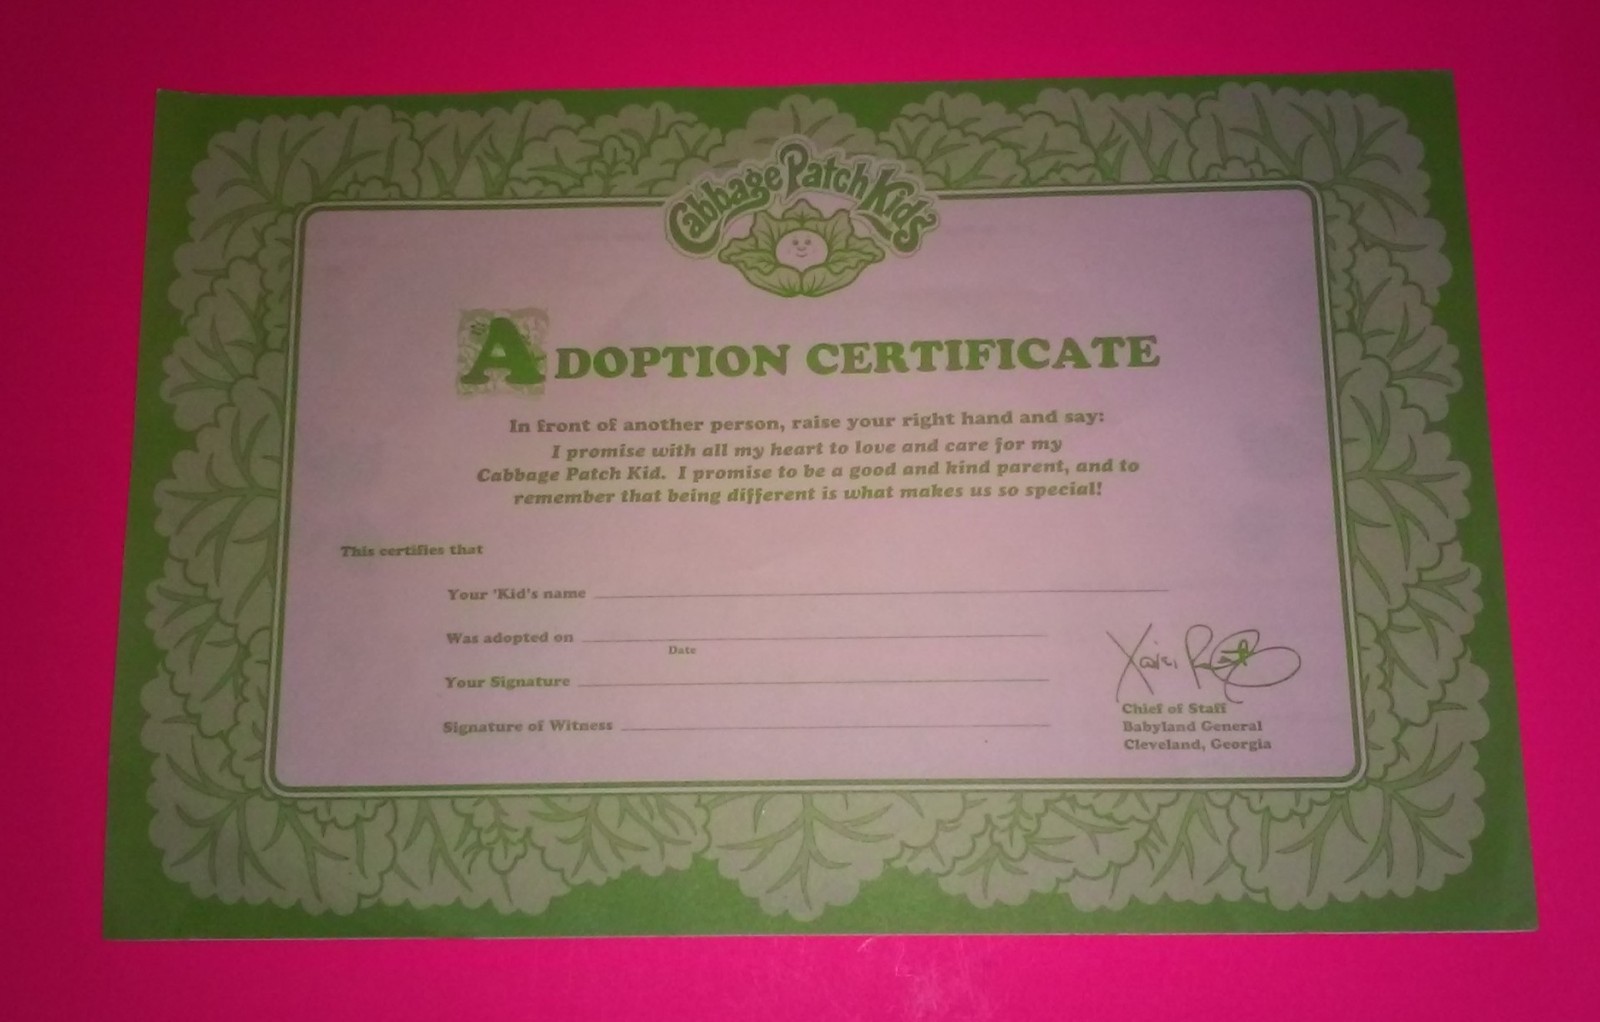 Cabbage Patch Kids
ADOPTION CERTIFICATE
In front of another person, raise your right hand and say:
I promise with all my heart to love and care for my
Cabbage Patch Kid. I promise to be a good and kind parent, and to
remember that being different is what makes us so special!
This certifies that
Your 'Kid's name
Was adopted on
Date
Your Signature
Signature of Witness
Chief of Staff
Babyland General
Cleveland, Georgia